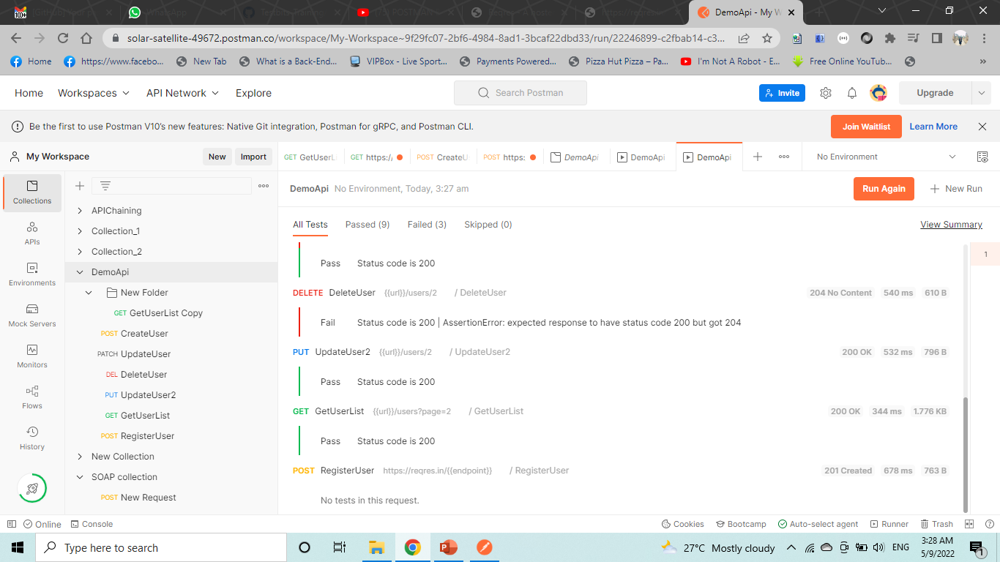 100+
WhatsApp
DemoApi - My W
solar-satellite-49672.postman.co/workspace/My-Workspace~9f29fc07-2bf6-4984-8ad1-3bcaf22dbd33/run/22246899-c2fbab14-c3...
Home
https://www.facebo...
New Tab
What is a Back-End...
VIPBox - Live Sport...
Payments Powered...
Pizza Hut Pizza – Pa...
I'm Not A Robot - E...
Free Online YouTub...
»
Home Workspaces API Network Explore
Search Postman
Invite
Upgrade
Be the first to use Postman V10's new features: Native Git integration, Postman for gRPC, and Postman CLI.
Join Waitlist
Learn More
My Workspace
New
Import
GET GetUserL
GET https:/
POST CreateU
POST https:
DemoApi
DemoApi
DemoApi
No Environment
Collections
APIs
Environments
Mock Servers
Monitors
Flows
History
APIChaining
Collection_1
Collection_2
DemoApi
New Folder
GET GetUserList Copy
POST CreateUser
PATCH UpdateUser
DEL DeleteUser
PUT UpdateUser2
GET GetUserList
POST RegisterUser
New Collection
SOAP collection
POST New Request
DemoApi No Environment, Today, 3:27 am
Run Again
New Run
All Tests Passed (9) Failed (3) Skipped (0)
View Summary
1
Pass Status code is 200
DELETE DeleteUser {{url}}/users/2 / DeleteUser 204 No Content 540 ms 610 B
Fail Status code is 200 | AssertionError: expected response to have status code 200 but got 204
PUT UpdateUser2 {{url}}/users/2 / UpdateUser2 200 OK 532 ms 796 B
Pass Status code is 200
GET GetUserList {{url}}/users?page=2 / GetUserList 200 OK 344 ms 1.776 KB
Pass Status code is 200
POST RegisterUser https://reqres.in/{{endpoint}} / RegisterUser 201 Created 678 ms 763 B
No tests in this request.
Online
Console
Cookies
Bootcamp
Auto-select agent
Runner
Trash
Type here to search
27°C Mostly cloudy
ENG
3:28 AM
5/9/2022
1